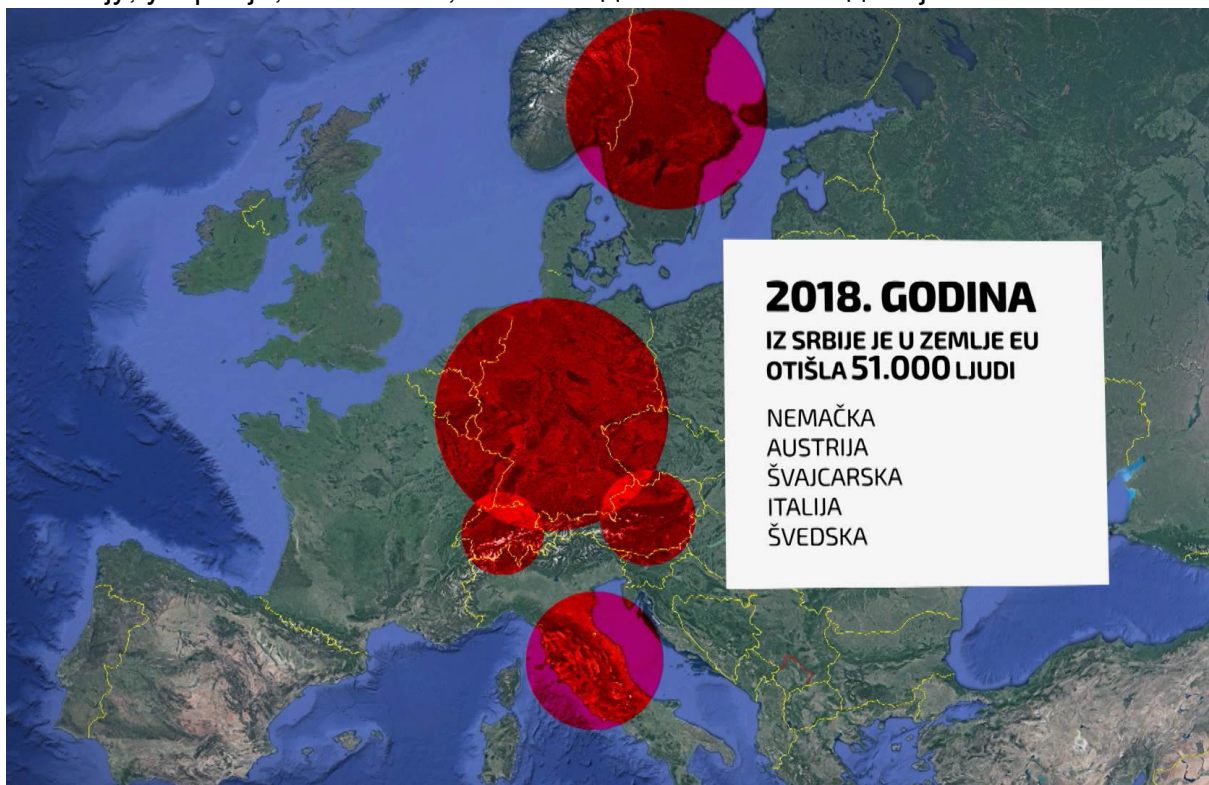 2018. GODINA
IZ SRBIJE JE U ZEMLJE EU
OTIŠLA 51.000 LJUDI
NEMAČKA
AUSTRIJA
ŠVAJCARSKA
ITALIJA
ŠVEDSKA